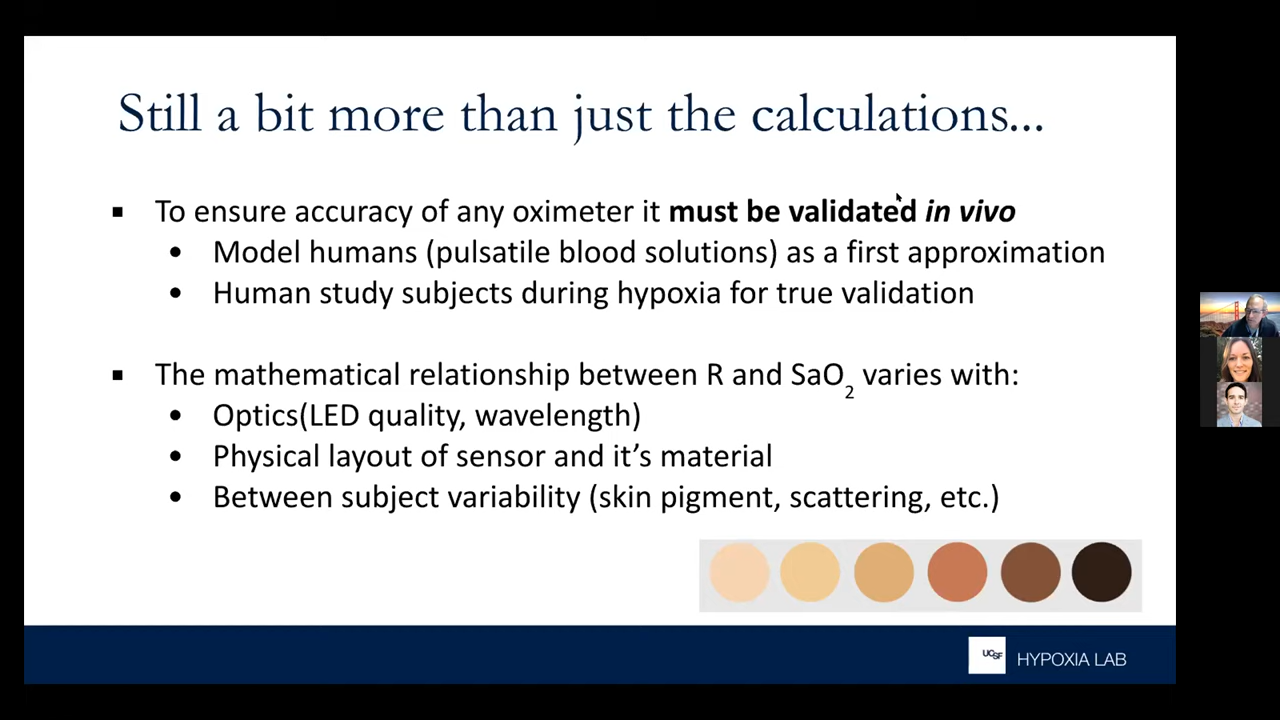 Still a bit more than just the calculations...
▪ To ensure accuracy of any oximeter it must be validated in vivo
• Model humans (pulsatile blood solutions) as a first approximation
• Human study subjects during hypoxia for true validation
▪ The mathematical relationship between R and SaO₂ varies with:
• Optics(LED quality, wavelength)
• Physical layout of sensor and it’s material
• Between subject variability (skin pigment, scattering, etc.)
UCSF HYPOXIA LAB